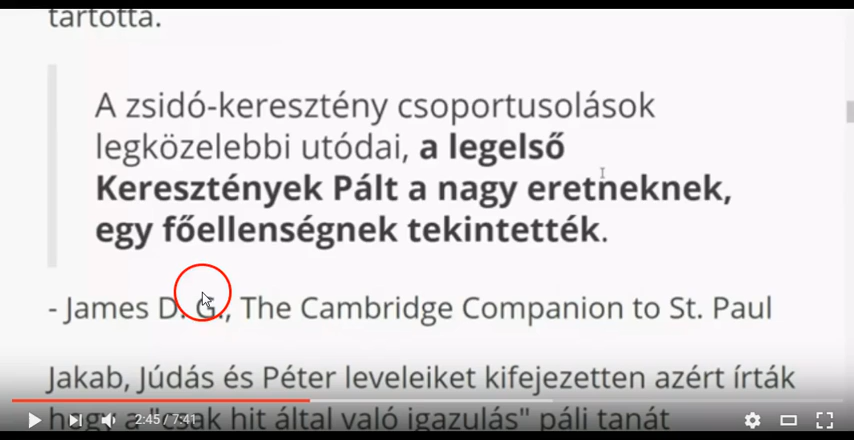 tartotta.
A zsidó-keresztény csoportusolások
legközelebbi utódai, a legelső
Keresztények Pált a nagy eretneknek,
egy főellenségnek tekintették.
- James D. G., The Cambridge Companion to St. Paul
Jakab, Júdás és Péter leveleiket kifejezetten azért írták
hogy a "csak hit által való igazulás" páli tanát
2:45 / 7:41